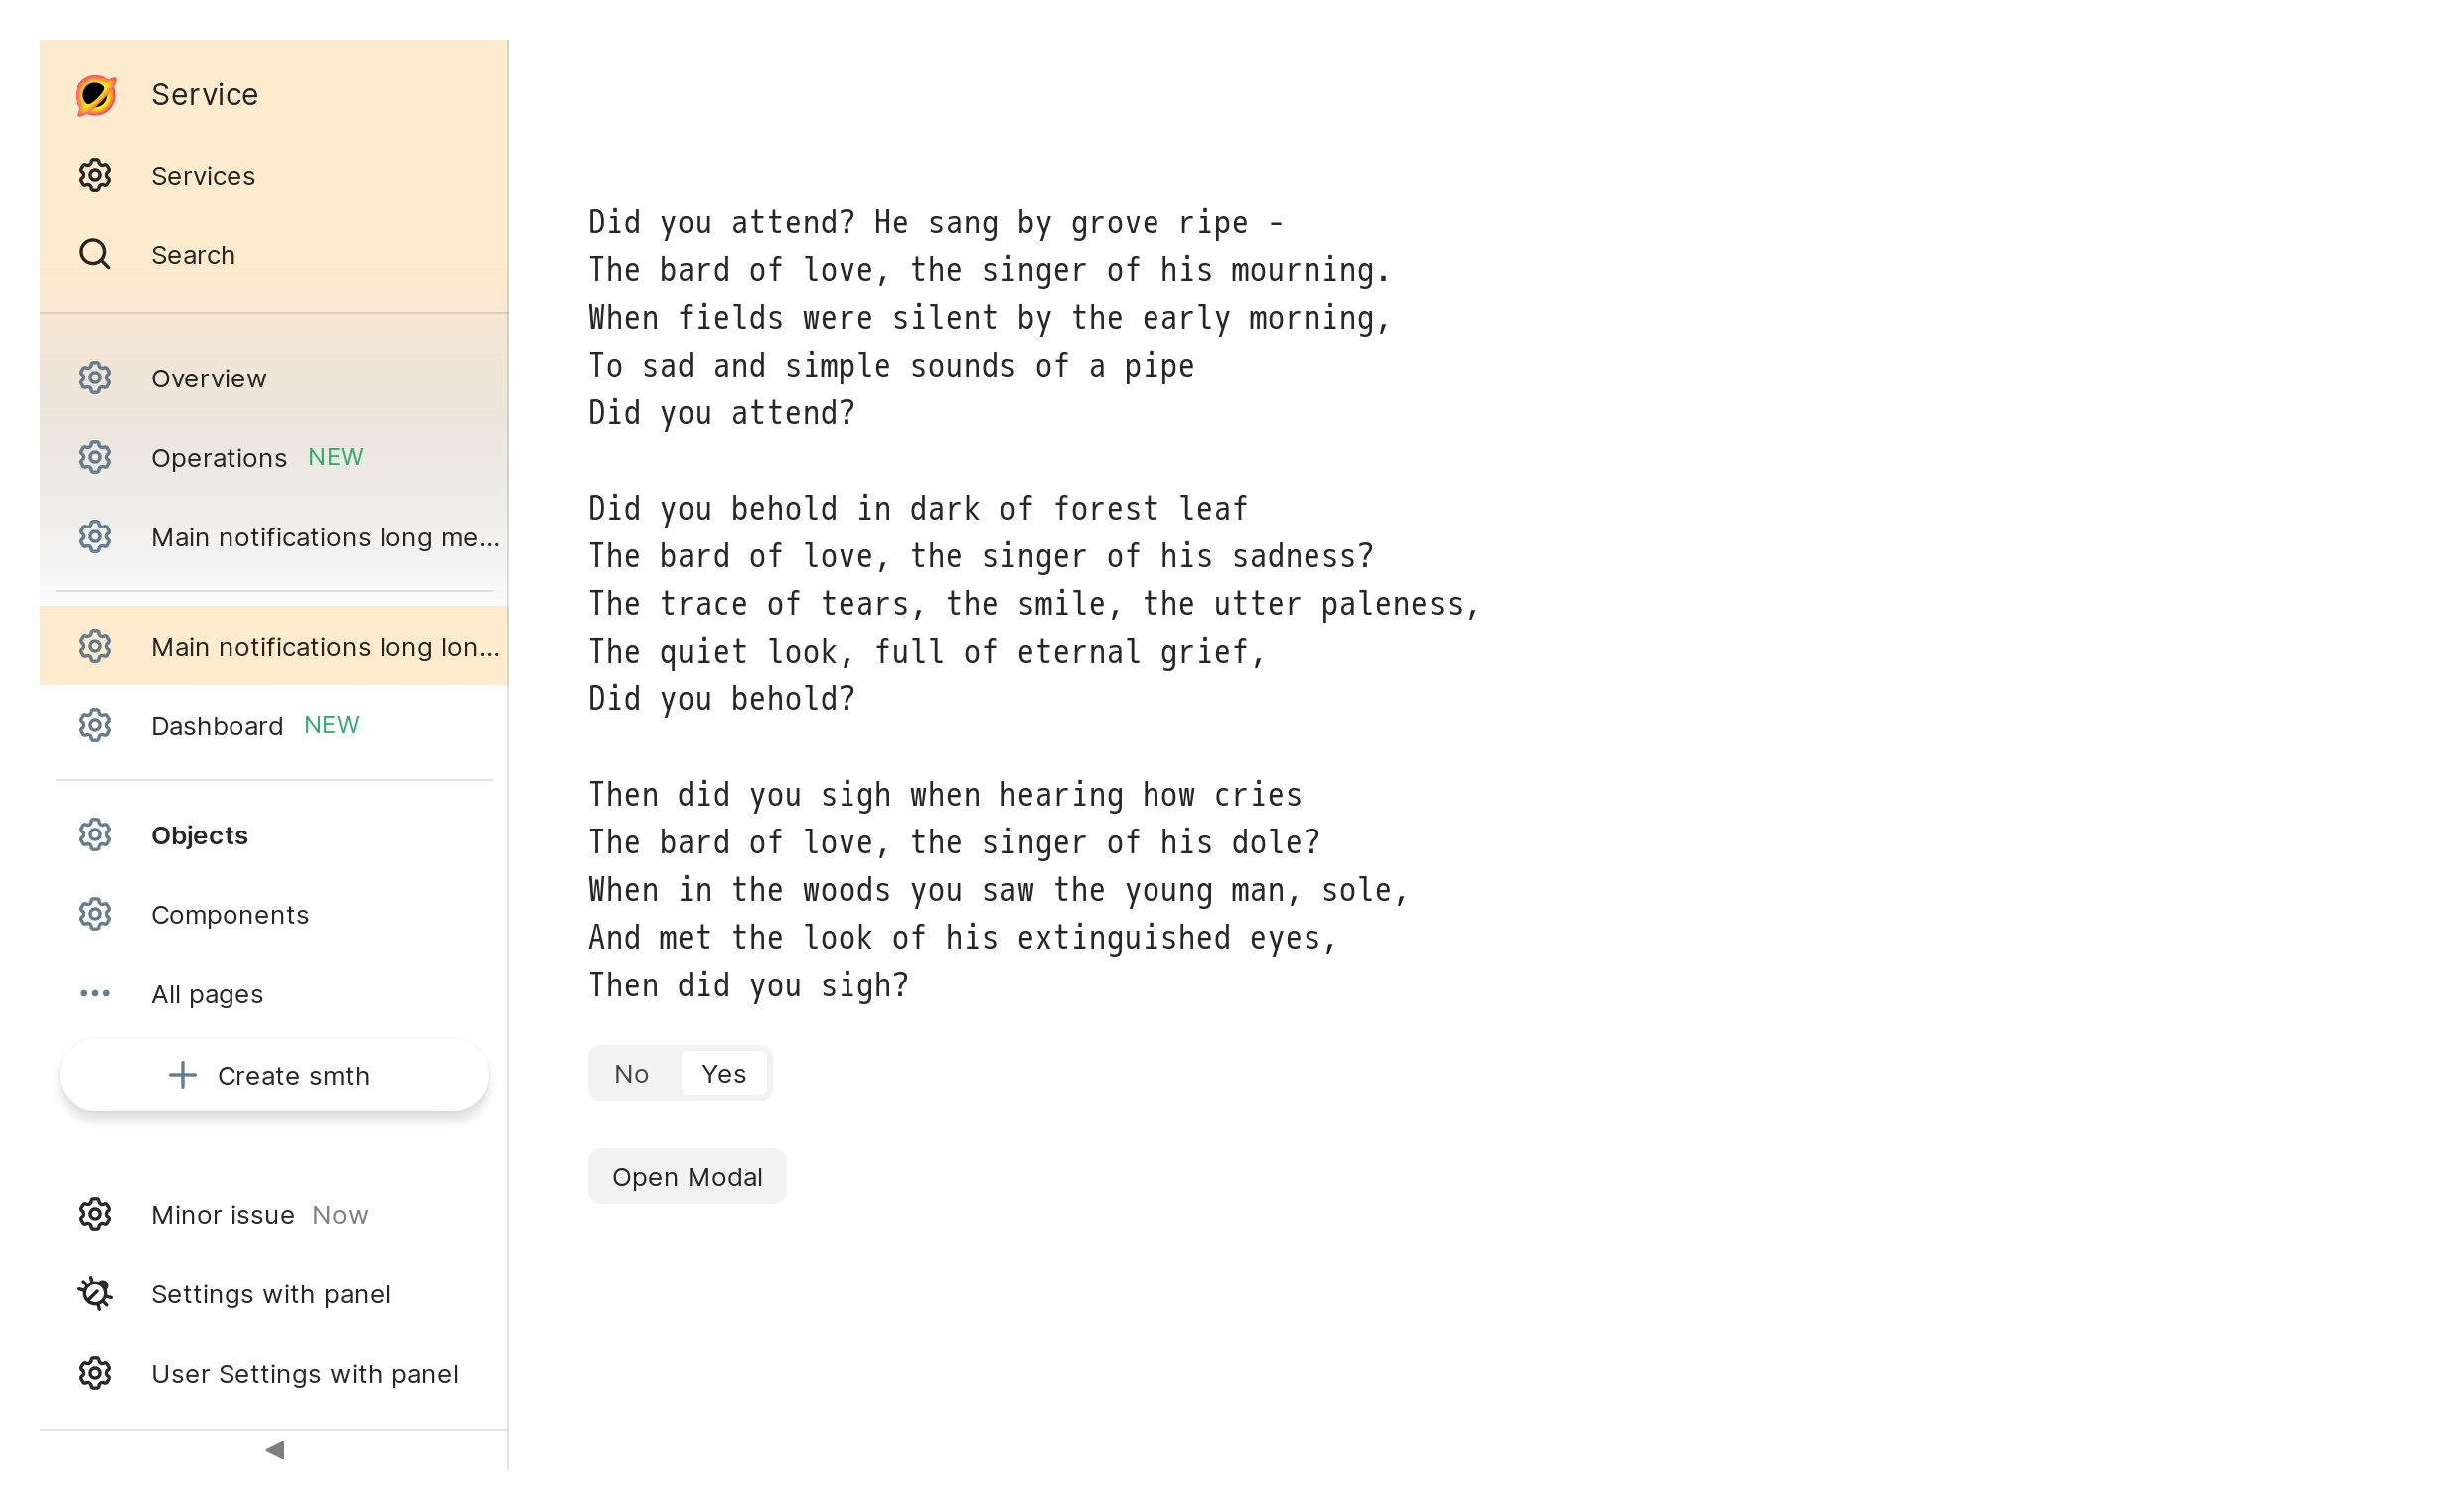 Service
Services
Search
Overview
Operations NEW
Main notifications long me...
Main notifications long lon...
Dashboard NEW
Objects
Components
All pages
Create smth
Minor issue Now
Settings with panel
User Settings with panel
Did you attend? He sang by grove ripe -
The bard of love, the singer of his mourning.
When fields were silent by the early morning,
To sad and simple sounds of a pipe
Did you attend?
Did you behold in dark of forest leaf
The bard of love, the singer of his sadness?
The trace of tears, the smile, the utter paleness,
The quiet look, full of eternal grief,
Did you behold?
Then did you sigh when hearing how cries
The bard of love, the singer of his dole?
When in the woods you saw the young man, sole,
And met the look of his extinguished eyes,
Then did you sigh?
No Yes
Open Modal